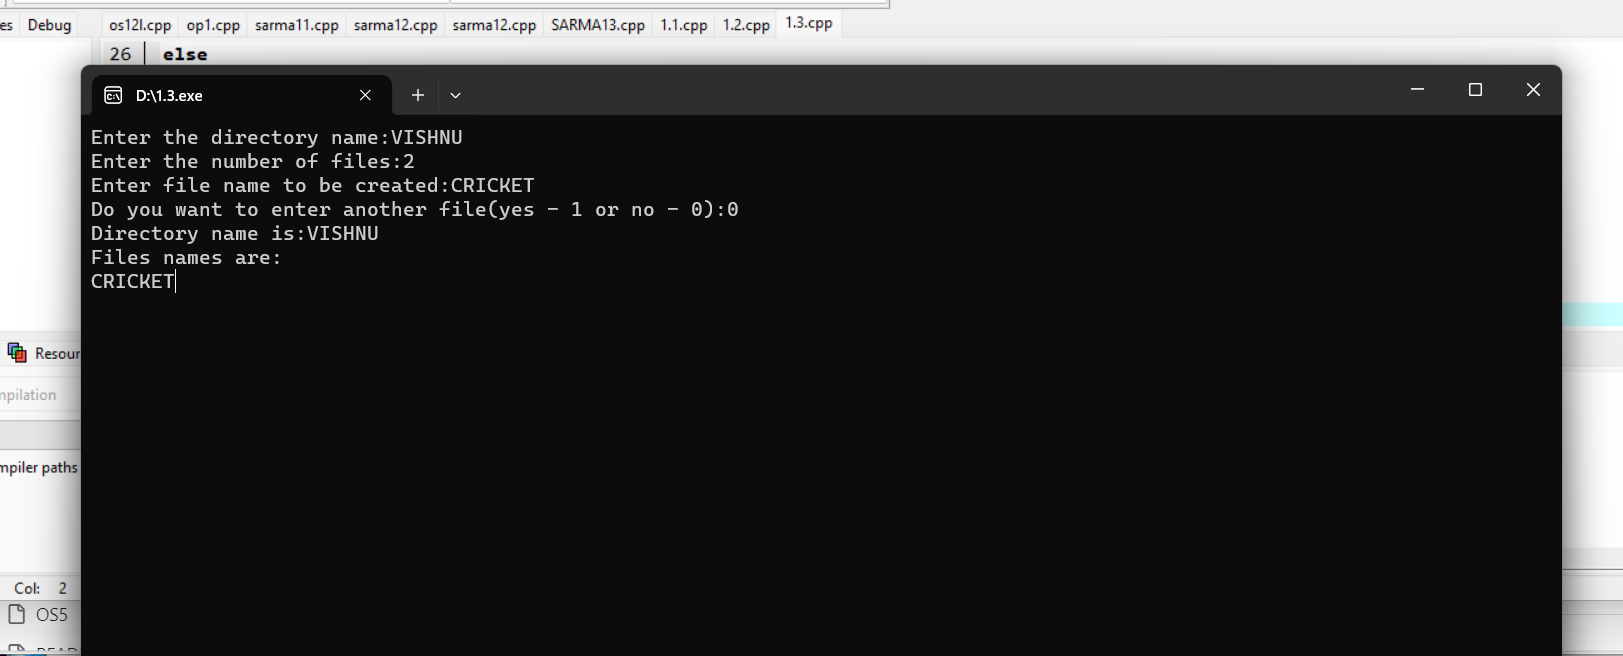 es Debug os12l.cpp op1.cpp sarma11.cpp sarma12.cpp sarma12.cpp SARMA13.cpp 1.1.cpp 1.2.cpp 1.3.cpp
26 else
D:\1.3.exe
Enter the directory name:VISHNU
Enter the number of files:2
Enter file name to be created:CRICKET
Do you want to enter another file(yes - 1 or no - 0):0
Directory name is:VISHNU
Files names are:
CRICKET
Resour
mpilation
mpiler paths
Col: 2
OS5